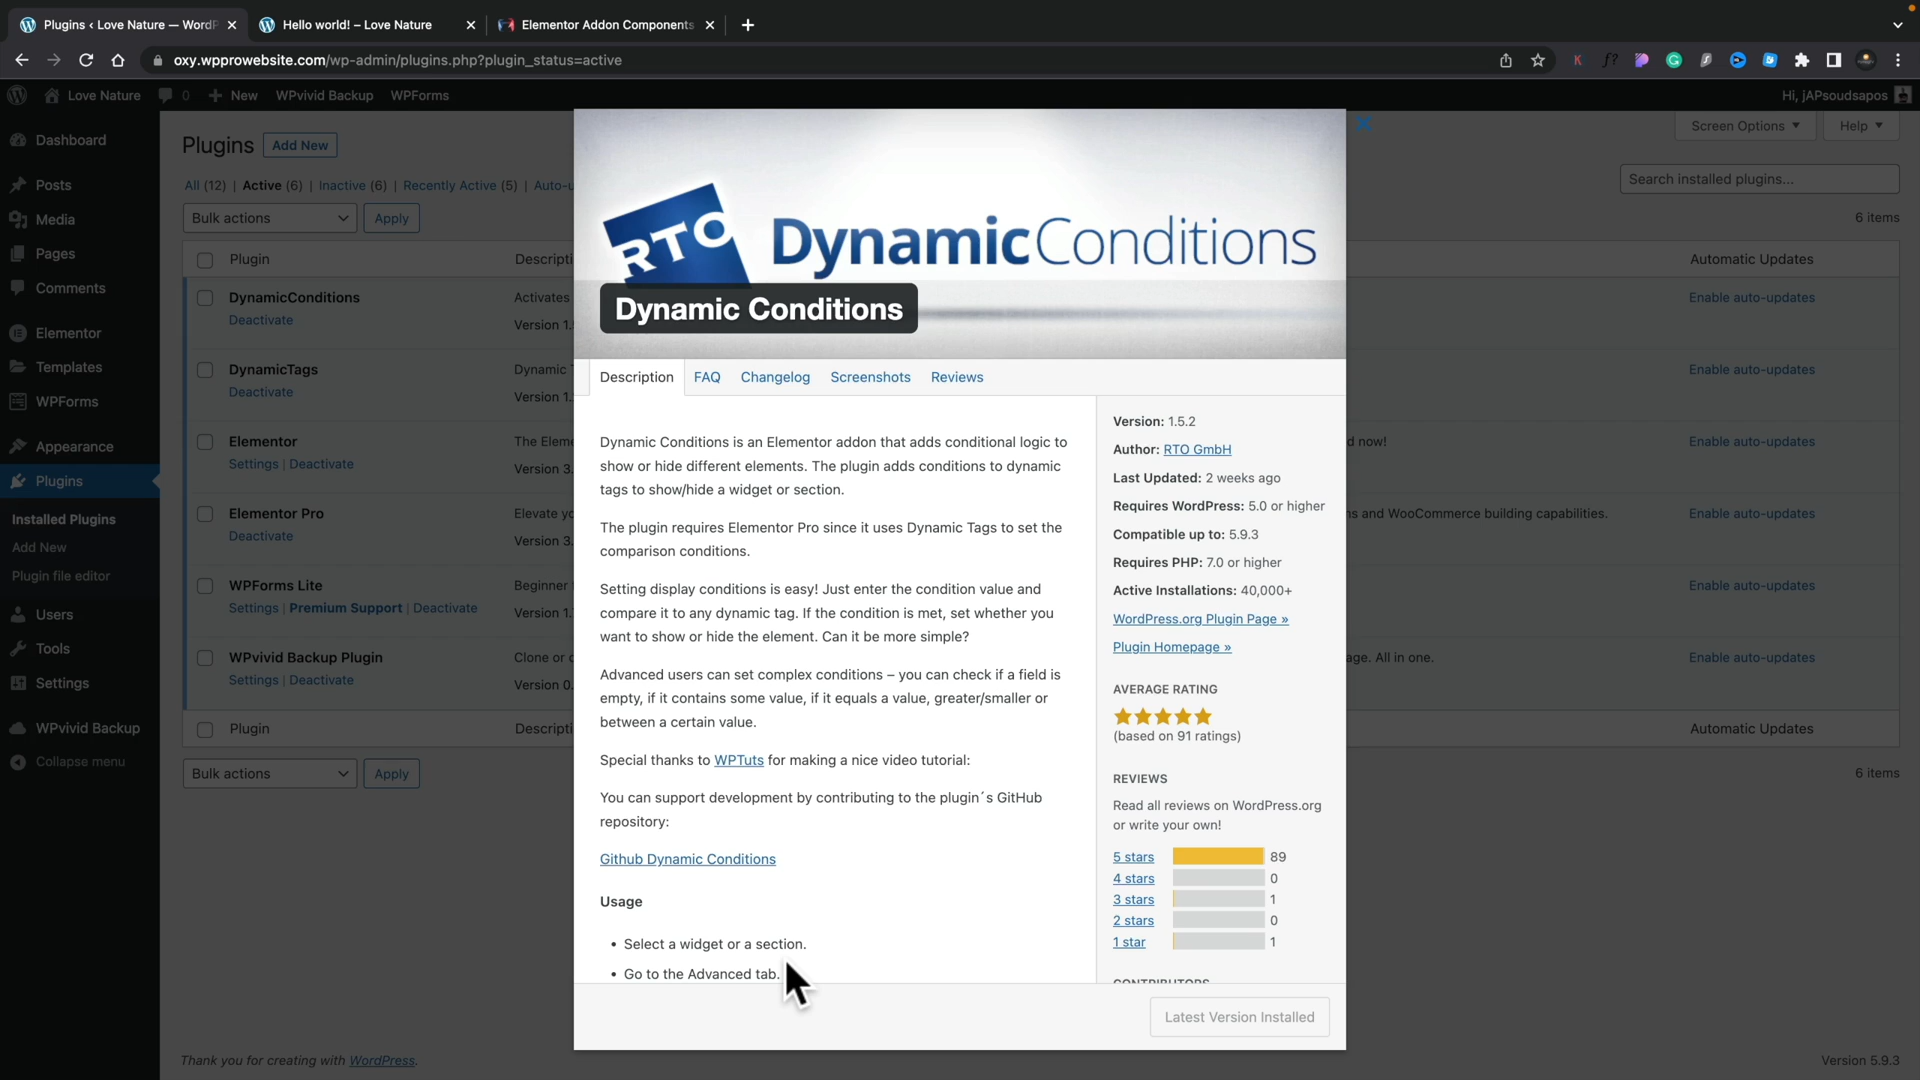 Plugins ‹ Love Nature — WordP
Hello world! – Love Nature
Elementor Addon Components
oxy.wpprowebsite.com/wp-admin/plugins.php?plugin_status=active
Love Nature
0
New
WPvivid Backup
WPForms
Hi, jAPsoudsapos
Dashboard
Posts
Media
Pages
Comments
Elementor
Templates
WPForms
Appearance
Plugins
Installed Plugins
Add New
Plugin file editor
Users
Tools
Settings
WPvivid Backup
Collapse menu
Plugins
Add New
Screen Options
Help
All (12) | Active (6) | Inactive (6) | Recently Active (5) | Auto-u
Search installed plugins...
Bulk actions
Apply
6 items
Plugin
Descripti
Automatic Updates
DynamicConditions
Deactivate
Activates
Version 1.
Enable auto-updates
DynamicTags
Deactivate
Dynamic
Version 1.
Enable auto-updates
Elementor
Settings | Deactivate
The Eleme
Version 3.
d now!
Enable auto-updates
Elementor Pro
Deactivate
Elevate yo
Version 3.
ns and WooCommerce building capabilities.
Enable auto-updates
WPForms Lite
Settings | Premium Support | Deactivate
Beginner
Version 1.
Enable auto-updates
WPvivid Backup Plugin
Settings | Deactivate
Clone or c
Version 0.
age. All in one.
Enable auto-updates
Plugin
Descripti
Automatic Updates
Bulk actions
Apply
6 items
Thank you for creating with WordPress.
Version 5.9.3
RTO
DynamicConditions
Dynamic Conditions
Description
FAQ
Changelog
Screenshots
Reviews
Dynamic Conditions is an Elementor addon that adds conditional logic to
show or hide different elements. The plugin adds conditions to dynamic
tags to show/hide a widget or section.
The plugin requires Elementor Pro since it uses Dynamic Tags to set the
comparison conditions.
Setting display conditions is easy! Just enter the condition value and
compare it to any dynamic tag. If the condition is met, set whether you
want to show or hide the element. Can it be more simple?
Advanced users can set complex conditions – you can check if a field is
empty, if it contains some value, if it equals a value, greater/smaller or
between a certain value.
Special thanks to WPTuts for making a nice video tutorial:
You can support development by contributing to the plugin´s GitHub
repository:
Github Dynamic Conditions
Usage
• Select a widget or a section.
• Go to the Advanced tab.
Version: 1.5.2
Author: RTO GmbH
Last Updated: 2 weeks ago
Requires WordPress: 5.0 or higher
Compatible up to: 5.9.3
Requires PHP: 7.0 or higher
Active Installations: 40,000+
WordPress.org Plugin Page »
Plugin Homepage »
AVERAGE RATING
(based on 91 ratings)
REVIEWS
Read all reviews on WordPress.org
or write your own!
5 stars 89
4 stars 0
3 stars 1
2 stars 0
1 star 1
CONTRIBUTORS
Latest Version Installed